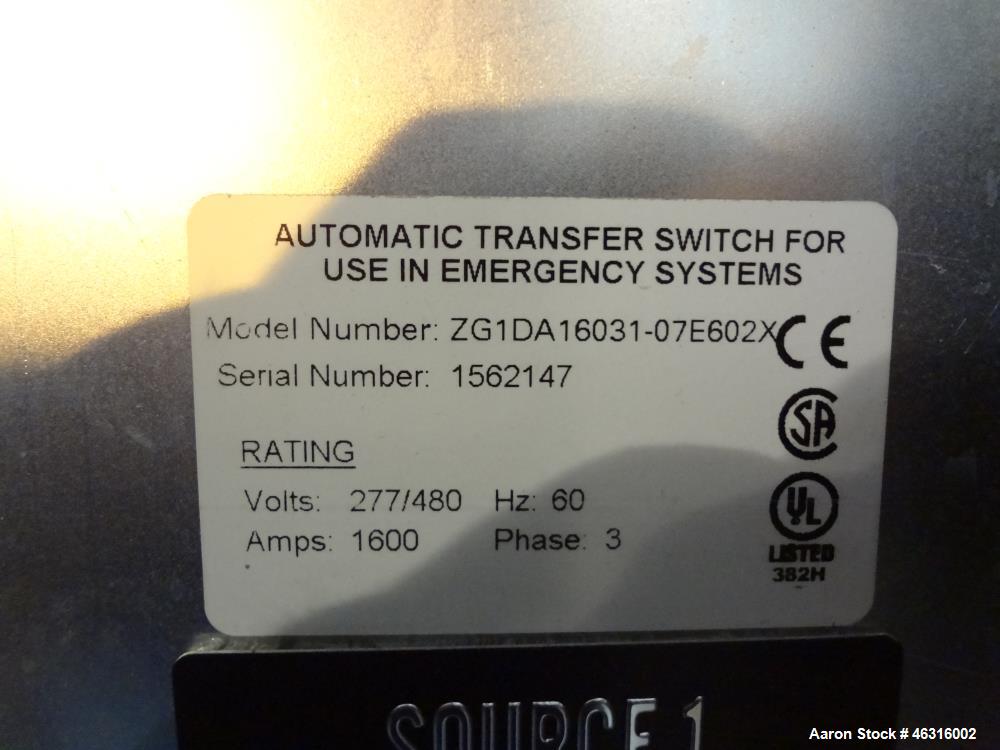 AUTOMATIC TRANSFER SWITCH FOR
USE IN EMERGENCY SYSTEMS
Model Number: ZG1DA16031-07E602X CE
Serial Number: 1562147
SA
RATING
Volts: 277/480 Hz: 60
UL
Amps: 1600 Phase: 3
LISTED
382H
SOURCE 1
Aaron Stock # 46316002